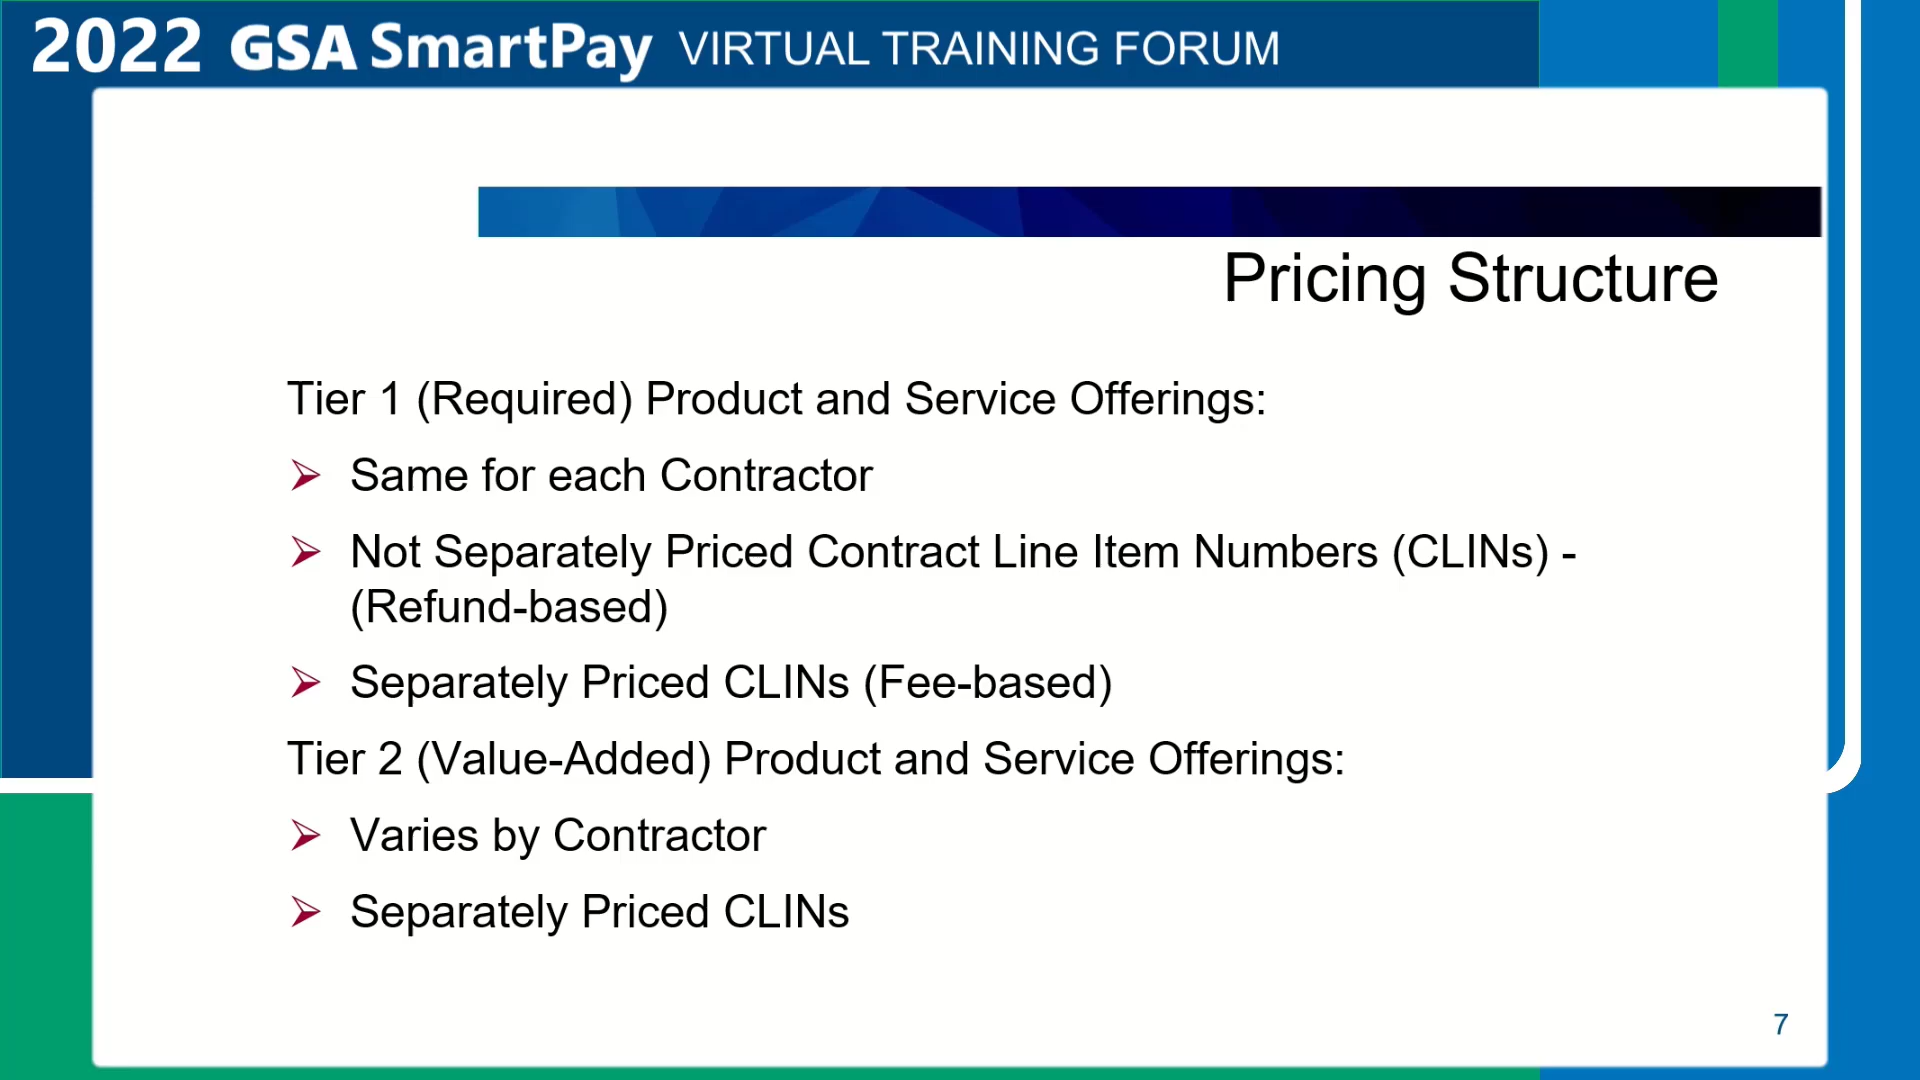 2022 GSA SmartPay VIRTUAL TRAINING FORUM
Pricing Structure
Tier 1 (Required) Product and Service Offerings:
Same for each Contractor
Not Separately Priced Contract Line Item Numbers (CLINs) -
(Refund-based)
Separately Priced CLINs (Fee-based)
Tier 2 (Value-Added) Product and Service Offerings:
Varies by Contractor
Separately Priced CLINs
7